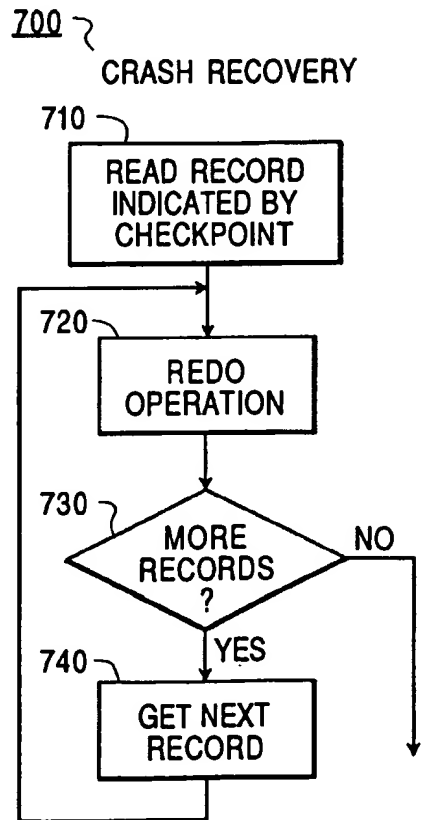 700
CRASH RECOVERY
710
READ RECORD
INDICATED BY
CHECKPOINT
720
REDO
OPERATION
730
MORE
RECORDS
?
NO
YES
740
GET NEXT
RECORD